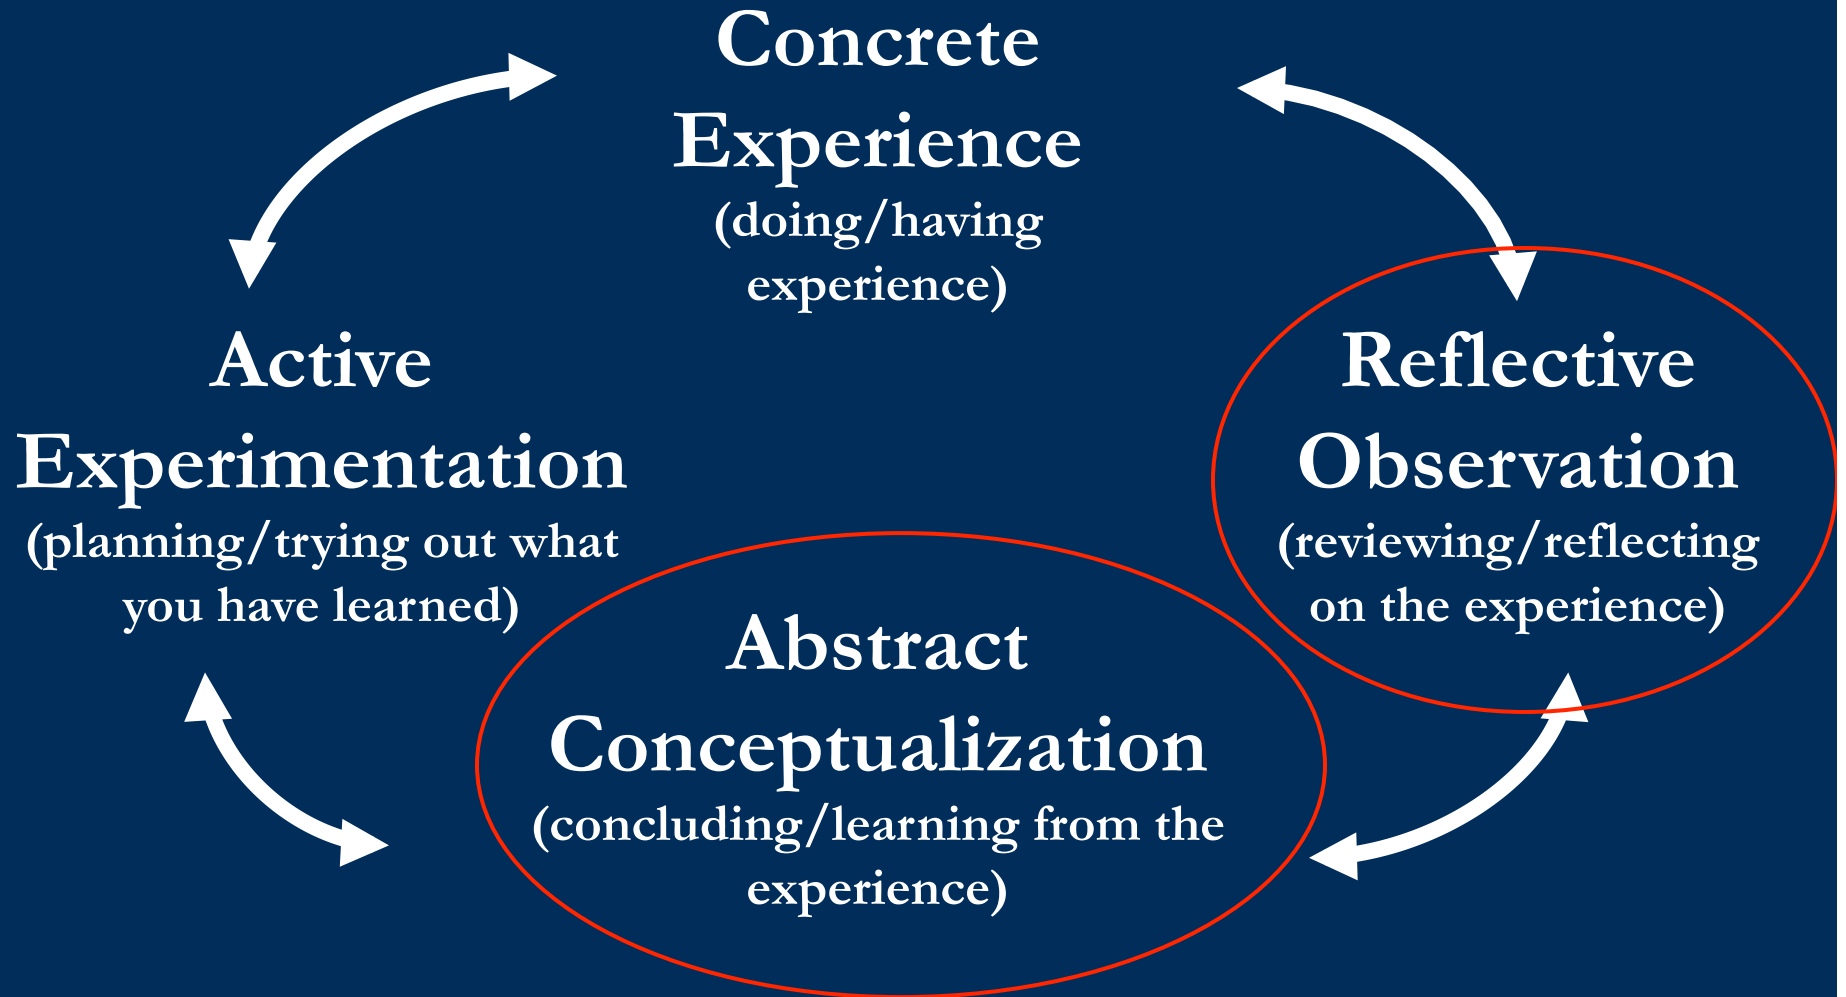 Concrete
Experience
(doing/having
experience)
Active
Experimentation
(planning/trying out what
you have learned)
Reflective
Observation
(reviewing/reflecting
on the experience)
Abstract
Conceptualization
(concluding/learning from the
experience)